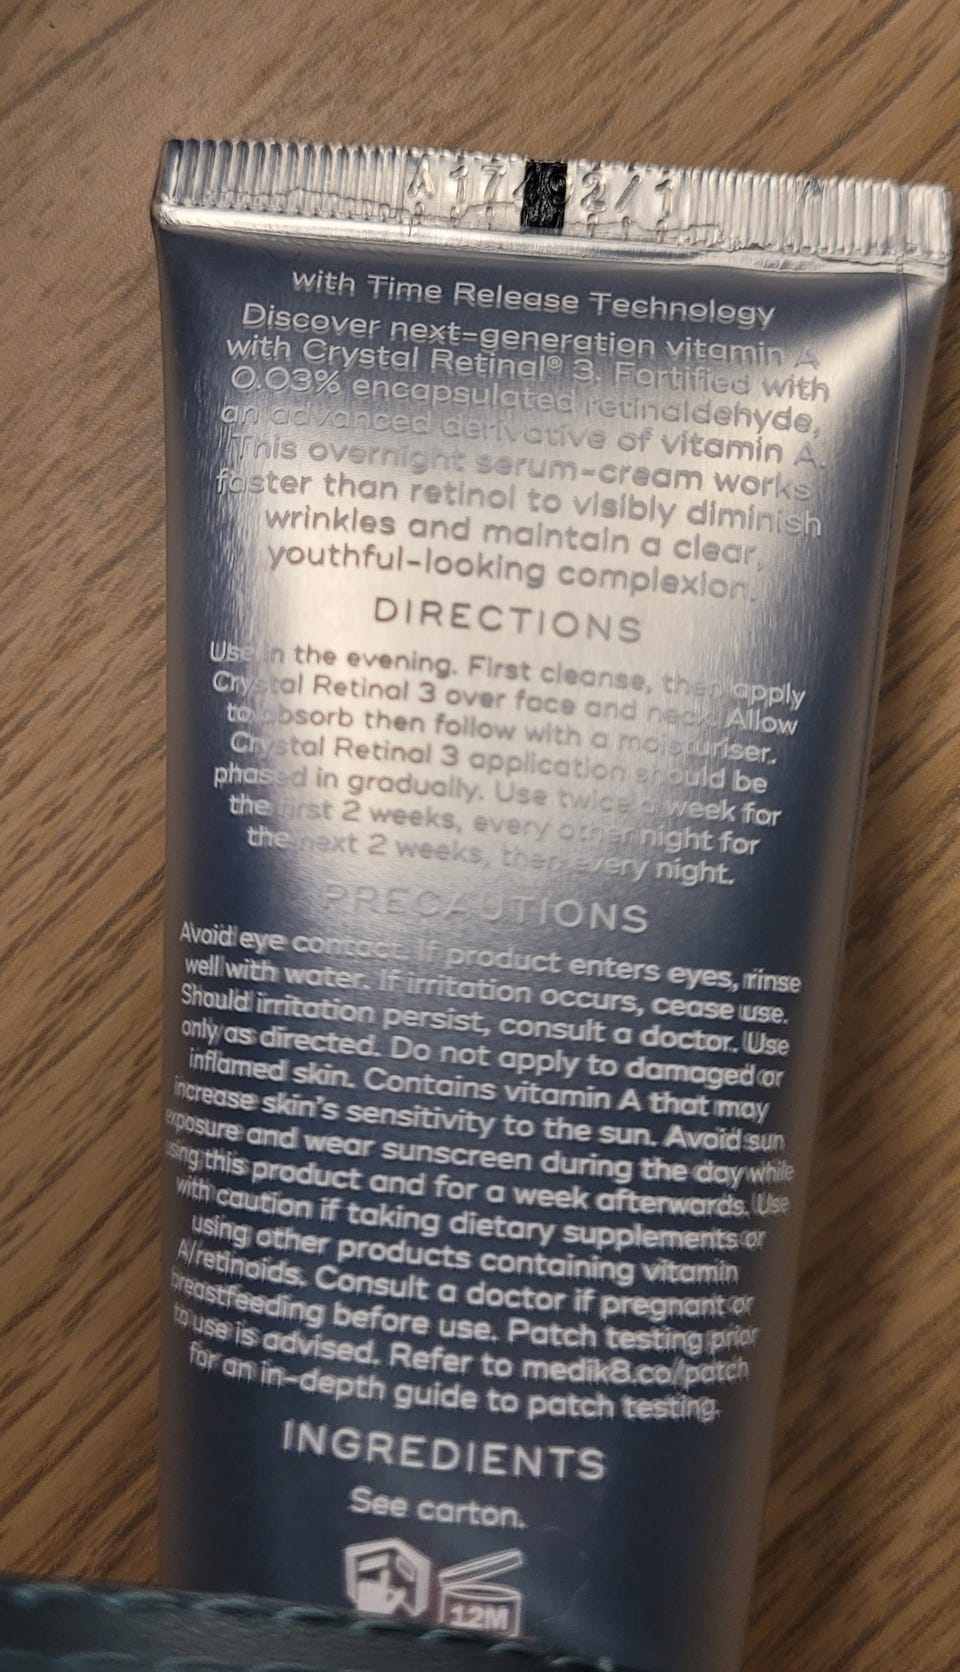 2/1
with Time Release Technology
Discover next-generation vitamin A
with Crystal Retinal® 3. Fortified with
0.03% encapsulated retinaldehyde,
an advanced derivative of vitamin A.
This overnight serum-cream works
faster than retinol to visibly diminish
wrinkles and maintain a clear,
youthful-looking complexion.
DIRECTIONS
Use in the evening. First cleanse, then apply
Crystal Retinal 3 over face and neck. Allow
to absorb then follow with a moisturiser.
Crystal Retinal 3 application should be
phased in gradually. Use twice a week for
the first 2 weeks, every other night for
the next 2 weeks, then every night.
PRECAUTIONS
Avoid eye contact. If product enters eyes, rinse
well with water. If irritation occurs, cease use.
Should irritation persist, consult a doctor. Use
only as directed. Do not apply to damaged or
inflamed skin. Contains vitamin A that may
increase skin's sensitivity to the sun. Avoid sun
exposure and wear sunscreen during the day while
using this product and for a week afterwards. Use
with caution if taking dietary supplements or
using other products containing vitamin
A/retinoids. Consult a doctor if pregnant or
breastfeeding before use. Patch testing prior
to use is advised. Refer to medik8.co/patch
for an in-depth guide to patch testing.
INGREDIENTS
See carton.
12M